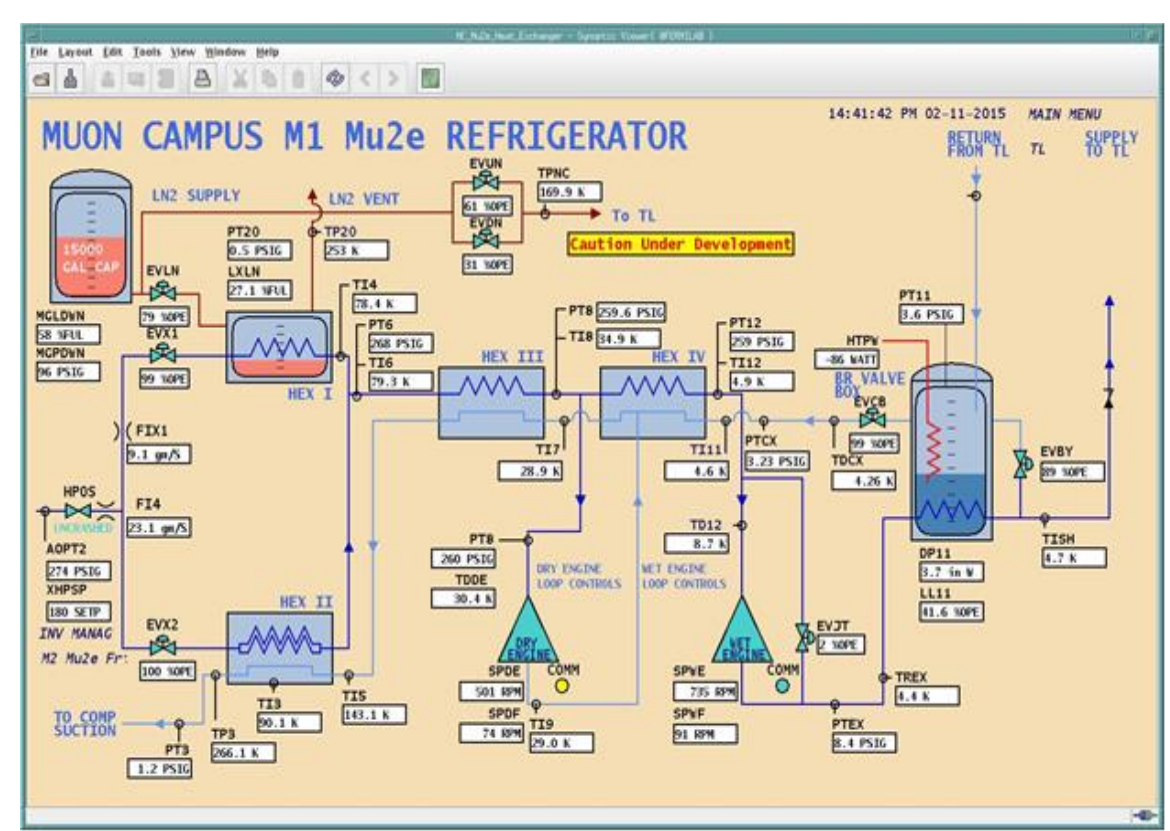 MC_Mu2e_Heat_Exchanger - Synoptic Viewer( @FERMILAB )
File Layout Edit Tools View Window Help
14:41:42 PM 02-11-2015 MAIN MENU
MUON CAMPUS M1 Mu2e REFRIGERATOR
RETURN
FROM TL
TL
SUPPLY
TO TL
LN2 SUPPLY
LN2 VENT
EVUN
61 %OPE
EVDN
31 %OPE
TPNC
169.9 K
To TL
Caution Under Development
15000
GAL CAP
EVLN
79 %OPE
PT20
0.5 PSIG
TP20
253 K
LXLN
27.1 %FUL
MGLDWN
58 %FUL
MGPDWN
96 PSIG
EVX1
99 %OPE
HEX I
TI4
78.4 K
PT6
268 PSIG
TI6
79.3 K
HEX III
PT8 259.6 PSIG
TI8 34.9 K
HEX IV
PT12
259 PSIG
TI12
4.9 K
PT11
3.6 PSIG
HTPW
-86 WATT
BR VALVE
BOX
EVCB
99 %OPE
FIX1
9.1 gm/S
TI7
28.9 K
TI11
4.6 K
PTCX
3.23 PSIG
TDCX
4.26 K
EVBY
89 %OPE
HPOS
UNCRASHED
FI4
23.1 gm/S
AOPT2
274 PSIG
XHPSP
180 SETP
INV MANAG
M2 Mu2e Fr
PT8
260 PSIG
TDDE
30.4 K
DRY ENGINE
LOOP CONTROLS
WET ENGINE
LOOP CONTROLS
TD12
8.7 K
DP11
3.7 in W
LL11
41.6 %OPE
TISH
4.7 K
HEX II
EVX2
100 %OPE
DRY
ENGINE
COMM
WET
ENGINE
COMM
EVJT
2 %OPE
SPDE
501 RPM
SPDF
74 RPM
TI9
29.0 K
SPWE
735 RPM
SPWF
91 RPM
TREX
4.4 K
PTEX
8.4 PSIG
TI3
90.1 K
TI5
143.1 K
TO COMP
SUCTION
PT3
1.2 PSIG
TP3
266.1 K